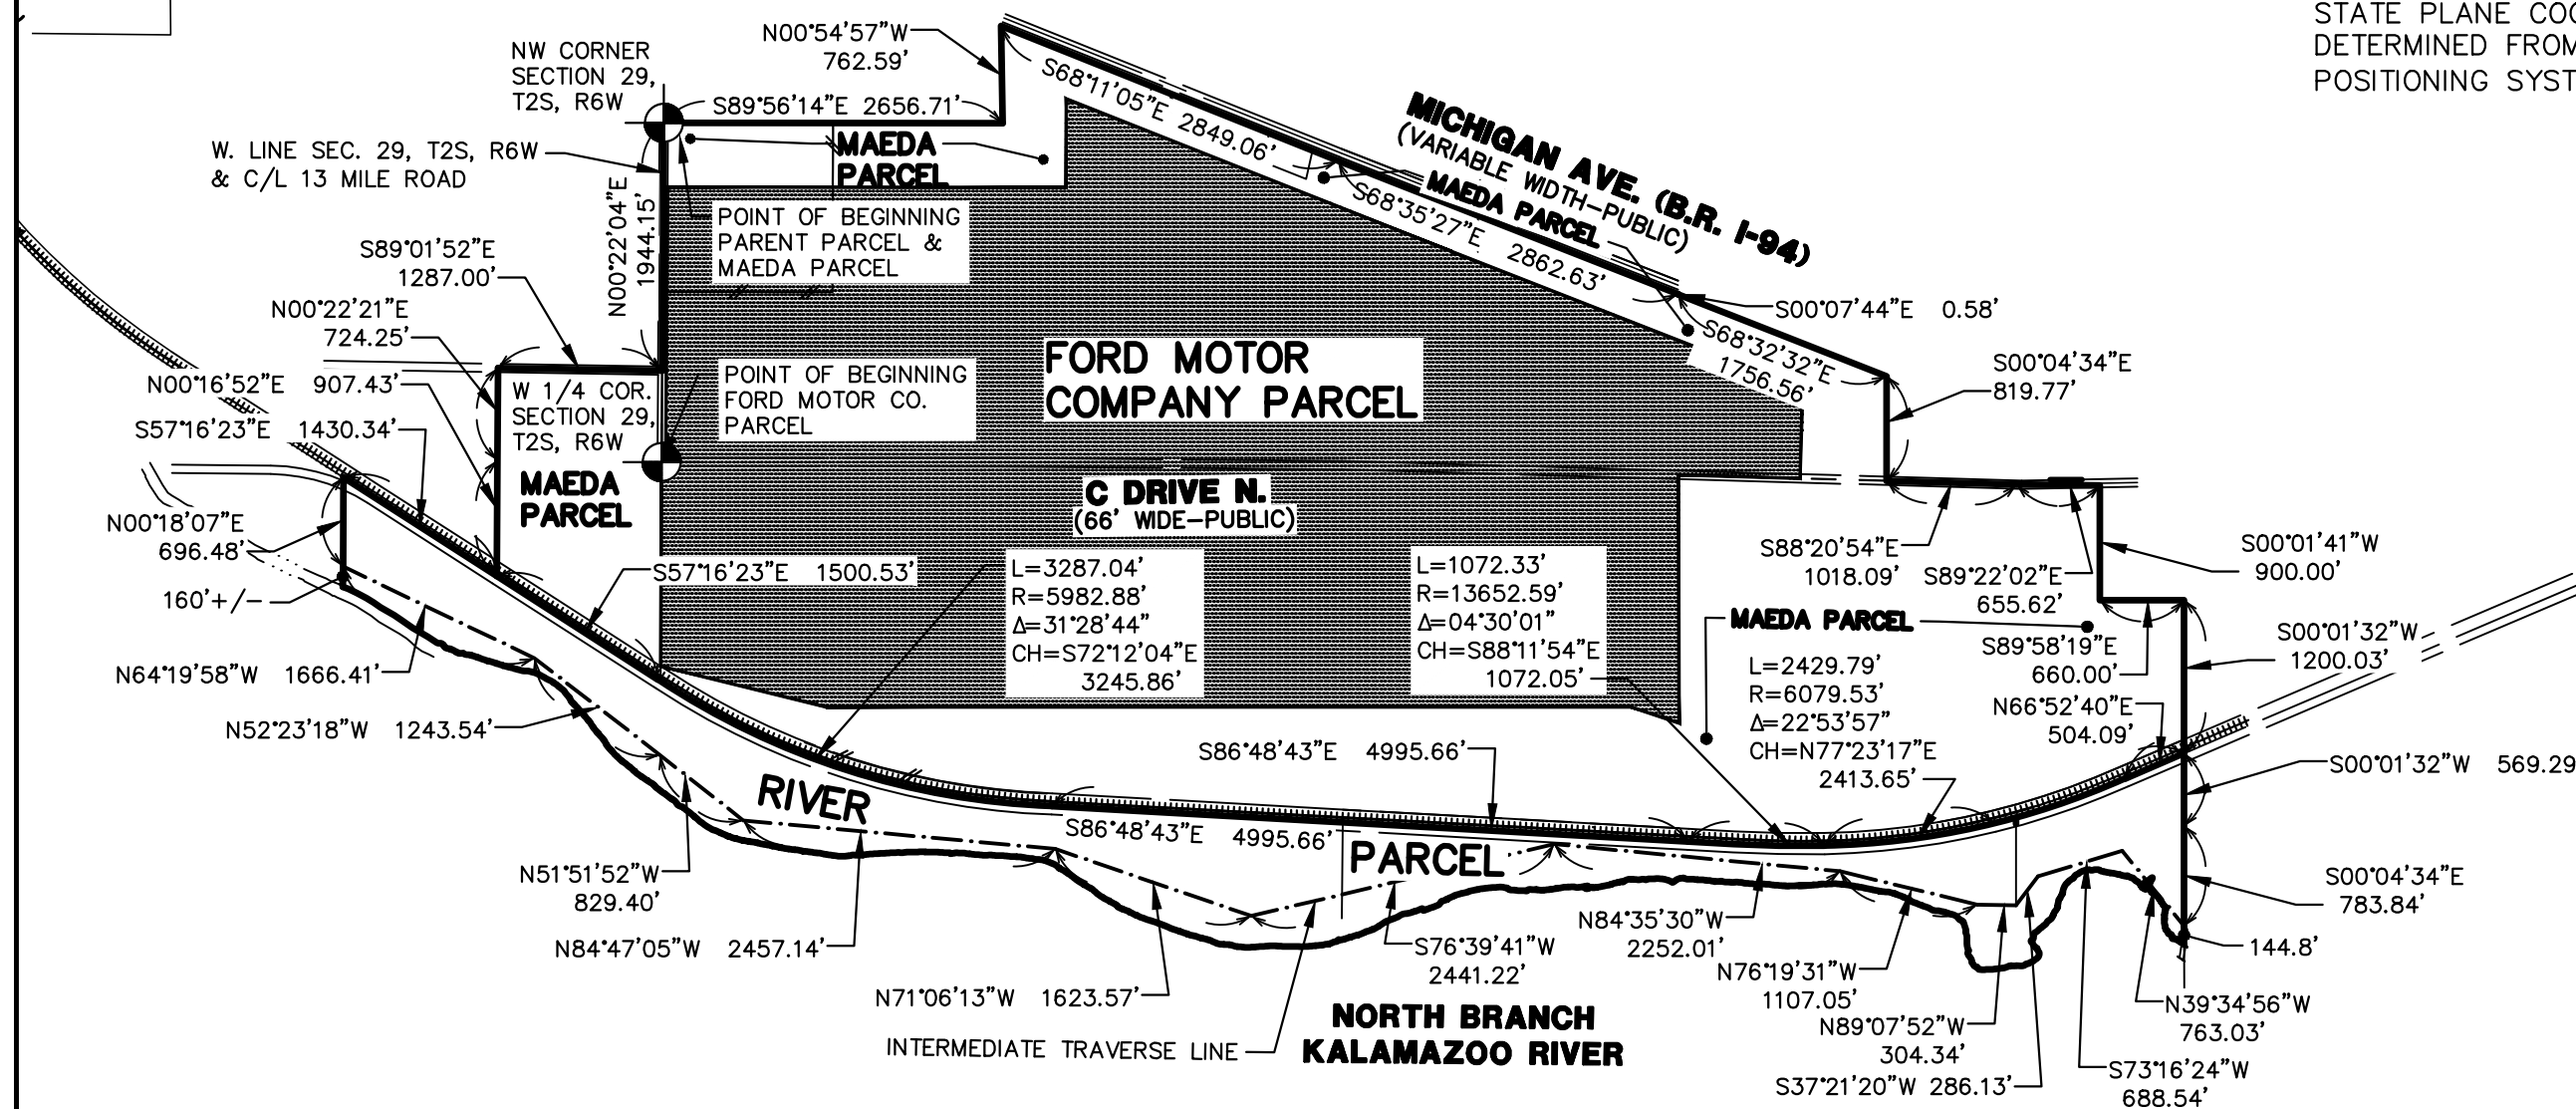 STATE PLANE
DETERMINED FROM
POSITIONING
N00°54'57"W
762.59'
NW CORNER
SECTION 29,
T2S, R6W
S89°56'14"E 2656.71'
S68°11'05"E 2849.06'
MICHIGAN AVE. (B.R. I-94)
(VARIABLE WIDTH-PUBLIC)
MAEDA PARCEL
W. LINE SEC. 29, T2S, R6W
& C/L 13 MILE ROAD
MAEDA
PARCEL
N00°22'04"E
1944.15'
POINT OF BEGINNING
PARENT PARCEL &
MAEDA PARCEL
S68°35'27"E 2862.63'
S89°01'52"E
1287.00'
N00°22'21"E
724.25'
S00°07'44"E 0.58'
S68°32'32"E
1756.56'
S00°04'34"E
819.77'
N00°16'52"E 907.43'
S57°16'23"E 1430.34'
W 1/4 COR.
SECTION 29,
T2S, R6W
POINT OF BEGINNING
FORD MOTOR CO.
PARCEL
FORD MOTOR
COMPANY PARCEL
MAEDA
PARCEL
C DRIVE N.
(66' WIDE-PUBLIC)
N00°18'07"E
696.48'
160'+/-
S57°16'23"E 1500.53'
L=3287.04'
R=5982.88'
Δ=31°28'44"
CH=S72°12'04"E
3245.86'
L=1072.33'
R=13652.59'
Δ=04°30'01"
CH=S88°11'54"E
1072.05'
S88°20'54"E
1018.09'
S89°22'02"E
655.62'
S00°01'41"W
900.00'
MAEDA PARCEL
L=2429.79'
R=6079.53'
Δ=22°53'57"
CH=N77°23'17"E
2413.65'
S89°58'19"E
660.00'
S00°01'32"W
1200.03'
N66°52'40"E
504.09'
N64°19'58"W 1666.41'
N52°23'18"W 1243.54'
S86°48'43"E 4995.66'
S00°01'32"W 569.29
RIVER
S86°48'43"E 4995.66'
PARCEL
N51°51'52"W
829.40'
N84°47'05"W 2457.14'
N71°06'13"W 1623.57'
S76°39'41"W
2441.22'
N84°35'30"W
2252.01'
N76°19'31"W
1107.05'
S00°04'34"E
783.84'
144.8'
N39°34'56"W
763.03'
N89°07'52"W
304.34'
S37°21'20"W 286.13'
S73°16'24"W
688.54'
INTERMEDIATE TRAVERSE LINE
NORTH BRANCH
KALAMAZOO RIVER